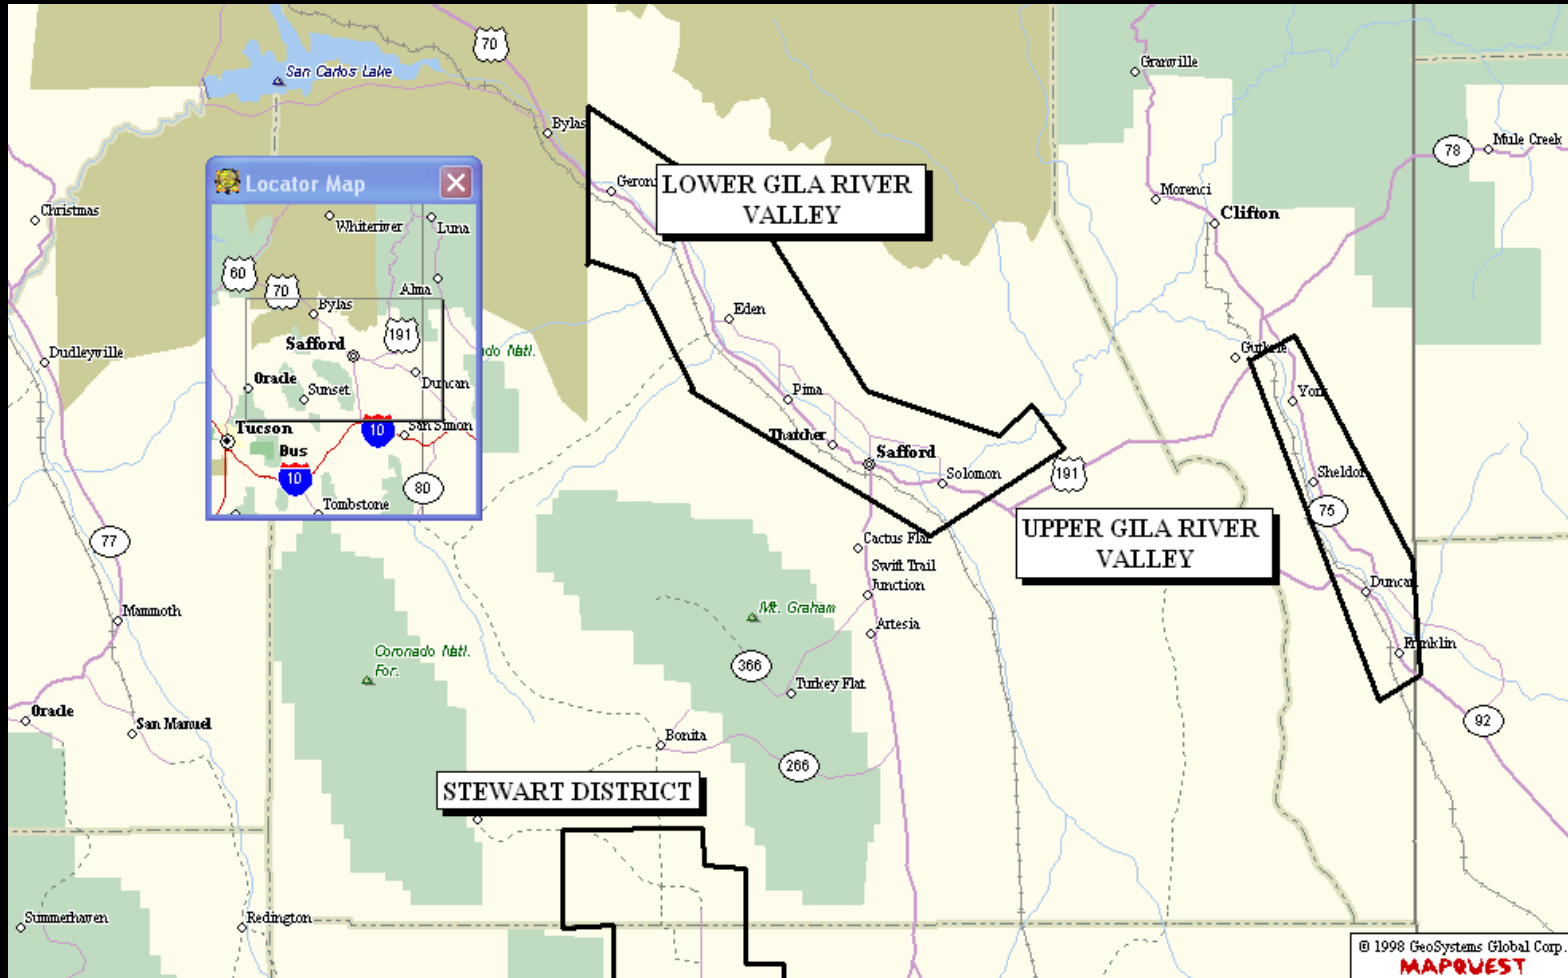 70
San Carlos Lake
Granville
Bylas
78
Mule Creek
Locator Map
LOWER GILA RIVER
VALLEY
Morenci
Christmas
Clifton
Whiteriver
Luna
60
70
Alma
Bylas
191
Safford
Eden
Dudleyville
Oracle
Sunset
Duncan
Natl.
Guthrie
Pima
York
Tucson
10
San Simon
Bus
10
80
Tombstone
Thatcher
Safford
Solomon
191
Sheldon
75
UPPER GILA RIVER
VALLEY
77
Cactus Flat
Swift Trail
Junction
Duncan
Mammoth
Mt. Graham
Artesia
Coronado Natl.
For.
366
Franklin
Turkey Flat
Oracle
San Manuel
92
Bonita
266
STEWART DISTRICT
Summerhaven
Redington
© 1998 GeoSystems Global Corp.
MAPQUEST